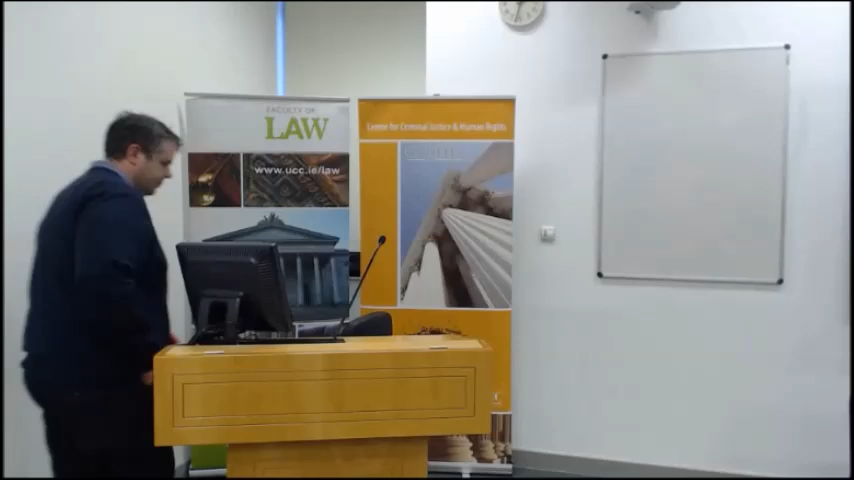 FACULTY OF
LAW
www.ucc.ie/law
Centre for Criminal Justice & Human Rights